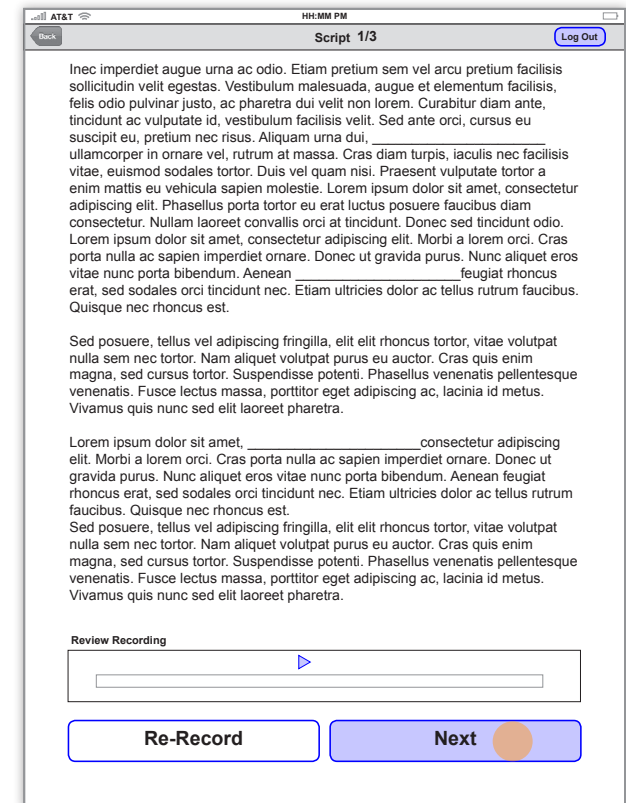 AT&T
HH:MM PM
Back
Script 1/3
Log Out
Inec imperdiet augue urna ac odio. Etiam pretium sem vel arcu pretium facilisis
sollicitudin velit egestas. Vestibulum malesuada, augue et elementum facilisis,
felis odio pulvinar justo, ac pharetra dui velit non lorem. Curabitur diam ante,
tincidunt ac vulputate id, vestibulum facilisis velit. Sed ante orci, cursus eu
suscipit eu, pretium nec risus. Aliquam urna dui, _____________________
ullamcorper in ornare vel, rutrum at massa. Cras diam turpis, iaculis nec facilisis
vitae, euismod sodales tortor. Duis vel quam nisi. Praesent vulputate tortor a
enim mattis eu vehicula sapien molestie. Lorem ipsum dolor sit amet, consectetur
adipiscing elit. Phasellus porta tortor eu erat luctus posuere faucibus diam
consectetur. Nullam laoreet convallis orci at tincidunt. Donec sed tincidunt odio.
Lorem ipsum dolor sit amet, consectetur adipiscing elit. Morbi a lorem orci. Cras
porta nulla ac sapien imperdiet ornare. Donec ut gravida purus. Nunc aliquet eros
vitae nunc porta bibendum. Aenean ____________________feugiat rhoncus
erat, sed sodales orci tincidunt nec. Etiam ultricies dolor ac tellus rutrum faucibus.
Quisque nec rhoncus est.
Sed posuere, tellus vel adipiscing fringilla, elit elit rhoncus tortor, vitae volutpat
nulla sem nec tortor. Nam aliquet volutpat purus eu auctor. Cras quis enim
magna, sed cursus tortor. Suspendisse potenti. Phasellus venenatis pellentesque
venenatis. Fusce lectus massa, porttitor eget adipiscing ac, lacinia id metus.
Vivamus quis nunc sed elit laoreet pharetra.
Lorem ipsum dolor sit amet, _____________________consectetur adipiscing
elit. Morbi a lorem orci. Cras porta nulla ac sapien imperdiet ornare. Donec ut
gravida purus. Nunc aliquet eros vitae nunc porta bibendum. Aenean feugiat
rhoncus erat, sed sodales orci tincidunt nec. Etiam ultricies dolor ac tellus rutrum
faucibus. Quisque nec rhoncus est.
Sed posuere, tellus vel adipiscing fringilla, elit elit rhoncus tortor, vitae volutpat
nulla sem nec tortor. Nam aliquet volutpat purus eu auctor. Cras quis enim
magna, sed cursus tortor. Suspendisse potenti. Phasellus venenatis pellentesque
venenatis. Fusce lectus massa, porttitor eget adipiscing ac, lacinia id metus.
Vivamus quis nunc sed elit laoreet pharetra.
Review Recording
Re-Record
Next